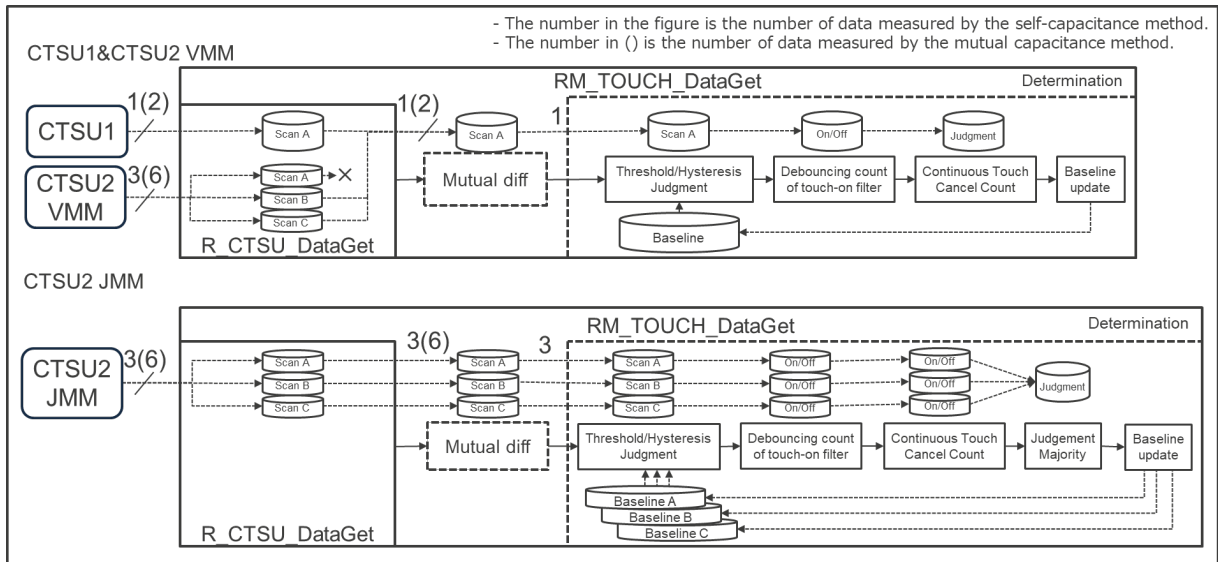 - The number in the figure is the number of data measured by the self-capacitance method.
- The number in () is the number of data measured by the mutual capacitance method.
CTSU1&CTSU2 VMM
RM_TOUCH_DataGet
Determination
CTSU1
1(2)
Scan A
1(2)
Scan A
1
Scan A
On/Off
Judgment
CTSU2
VMM
3(6)
Scan A
Scan B
Scan C
R_CTSU_DataGet
Mutual diff
Threshold/Hysteresis
Judgment
Debouncing count
of touch-on filter
Continuous Touch
Cancel Count
Baseline
update
Baseline
CTSU2 JMM
RM_TOUCH_DataGet
Determination
CTSU2
JMM
3(6)
Scan A
Scan B
Scan C
3(6)
Scan A
Scan B
Scan C
3
Scan A
Scan B
Scan C
On/Off
On/Off
On/Off
On/Off
On/Off
On/Off
Judgment
Mutual diff
Threshold/Hysteresis
Judgment
Debouncing count
of touch-on filter
Continuous Touch
Cancel Count
Judgement
Majority
Baseline
update
Baseline A
Baseline B
Baseline C
R_CTSU_DataGet